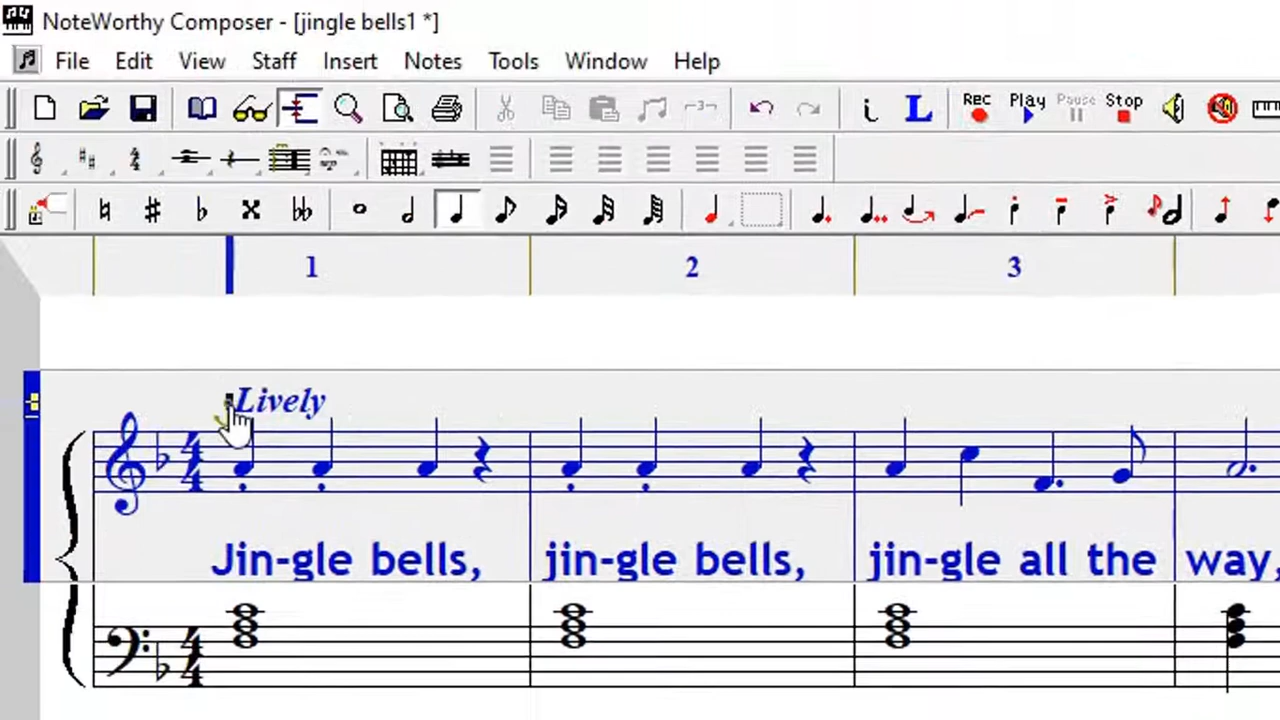 NoteWorthy Composer - [jingle bells1 *]
File Edit View Staff Insert Notes Tools Window Help
Rec Play Pause Stop
1 2 3
Lively
Jin-gle bells, jin-gle bells, jin-gle all the way,